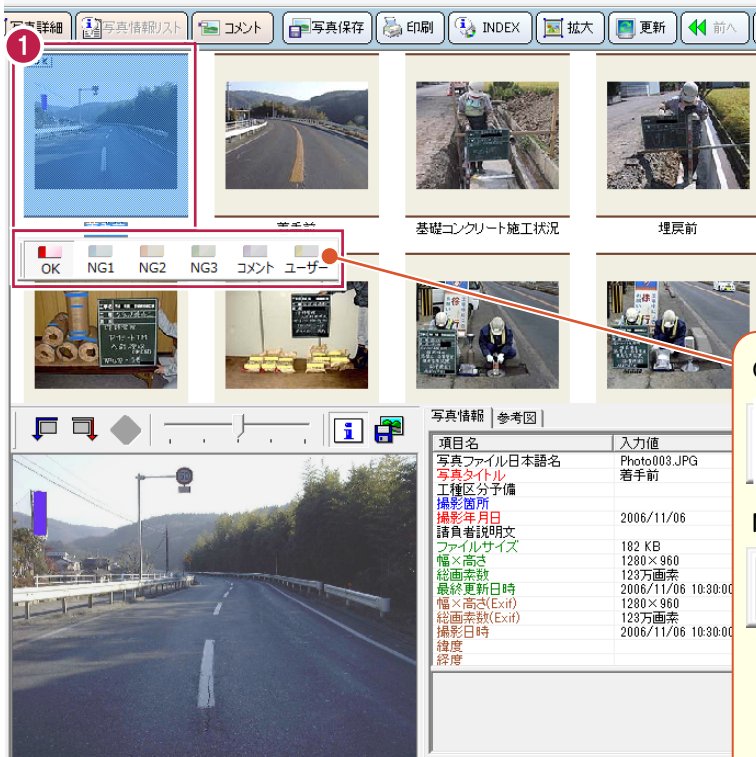 写真詳細 写真情報リスト コメント 写真保存 印刷 INDEX 拡大 更新 前へ
1
OK
着手前 基礎コンクリート施工状況 埋戻前
OK NG1 NG2 NG3 コメント ユーザー
写真情報 参考図
項目名 入力値
写真ファイル日本語名 Photo003.JPG
写真タイトル 着手前
工種区分予備
撮影箇所
撮影年月日 2006/11/06
請負者説明文
ファイルサイズ 182 KB
幅×高さ 1280×960
総画素数 123万画素
最終更新日時 2006/11/06 10:30:00
幅×高さ(Exif) 1280×960
総画素数(Exif) 123万画素
撮影日時 2006/11/06 10:30:00
緯度
経度